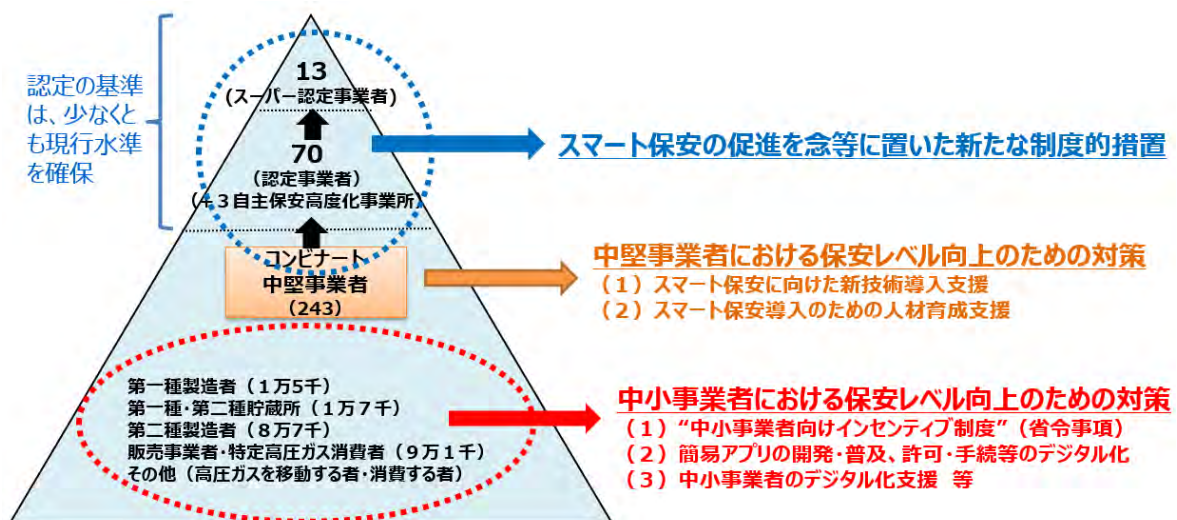 認定の基準
は、少なくと
も現行水準
を確保
13
(スーパー認定事業者)
70
(認定事業者)
(+3自主保安高度化事業所)
コンビナート
中堅事業者
(243)
第一種製造者(1万5千)
第一種・第二種貯蔵所(1万7千)
第二種製造者(8万7千)
販売事業者・特定高圧ガス消費者(9万1千)
その他(高圧ガスを移動する者・消費する者)
スマート保安の促進を念等に置いた新たな制度的措置
中堅事業者における保安レベル向上のための対策
(1)スマート保安に向けた新技術導入支援
(2)スマート保安導入のための人材育成支援
中小事業者における保安レベル向上のための対策
(1)“中小事業者向けインセンティブ制度”(省令事項)
(2)簡易アプリの開発・普及、許可・手続等のデジタル化
(3)中小事業者のデジタル化支援 等